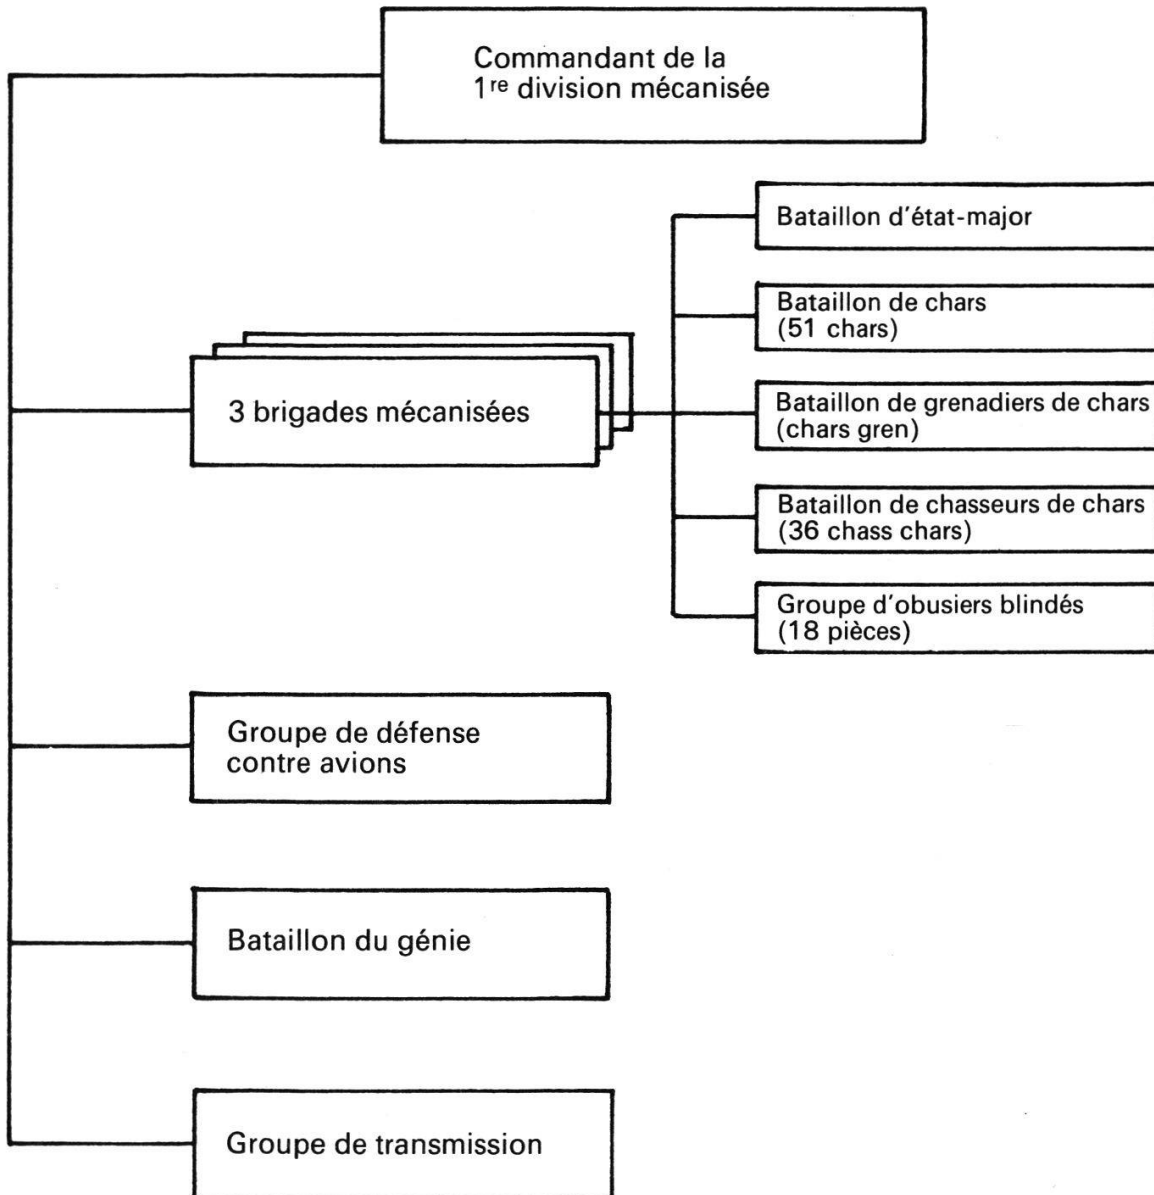 Commandant de la
1re division mécanisée
Bataillon d'état-major
Bataillon de chars
(51 chars)
3 brigades mécanisées
Bataillon de grenadiers de chars
(chars gren)
Bataillon de chasseurs de chars
(36 chass chars)
Groupe d'obusiers blindés
(18 pièces)
Groupe de défense
contre avions
Bataillon du génie
Groupe de transmission